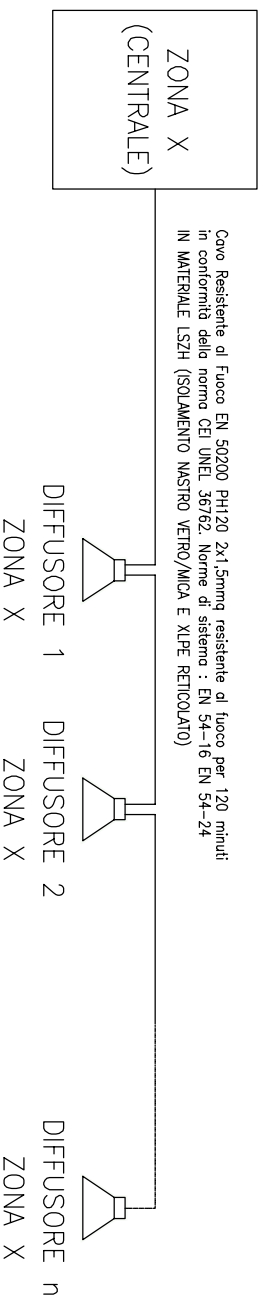 ZONA X
(CENTRALE)
Cavo Resistente al Fuoco EN 50200 PH120 2x1,5mmq resistente al fuoco per 120 minuti
in conformità della norma CEI UNEL 36762. Norme di sistema : EN 54-16 EN 54-24
IN MATERIALE LSZH (ISOLAMENTO NASTRO VETRO/MICA E XLPE RETICOLATO)
DIFFUSORE 1
ZONA X
DIFFUSORE 2
ZONA X
DIFFUSORE n
ZONA X